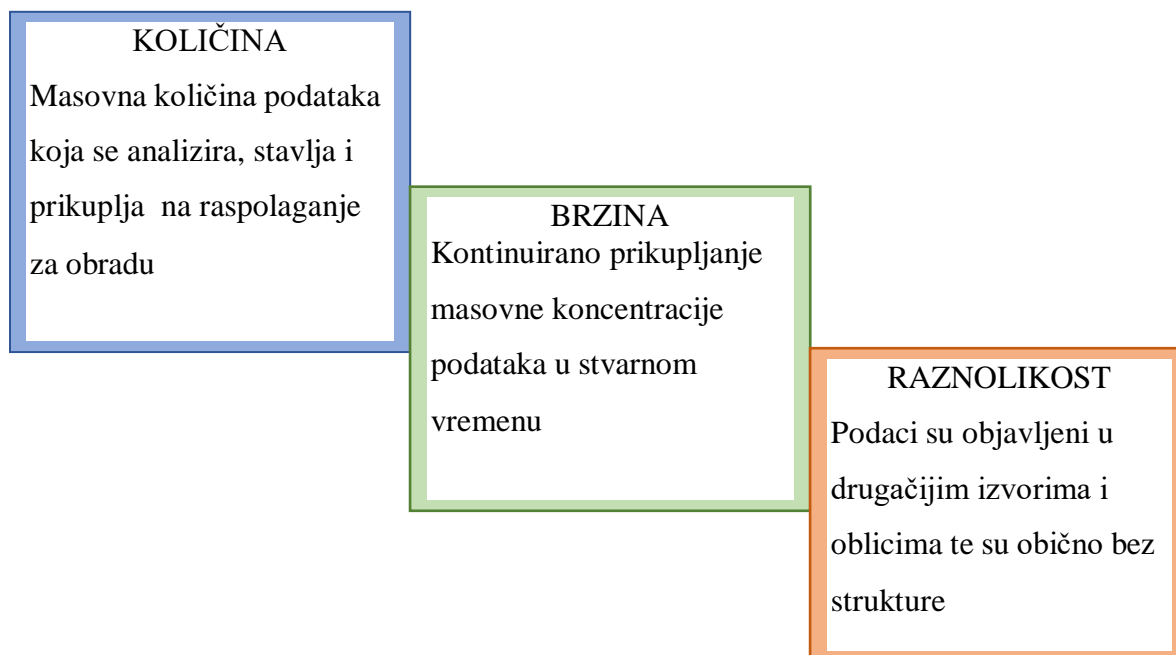 KOLIČINA
Masovna količina podataka
koja se analizira, stavlja i
prikuplja na raspolaganje
za obradu
BRZINA
Kontinuirano prikupljanje
masovne koncentracije
podataka u stvarnom
vremenu
RAZNOLIKOST
Podaci su objavljeni u
drugačijim izvorima i
oblicima te su obično bez
strukture